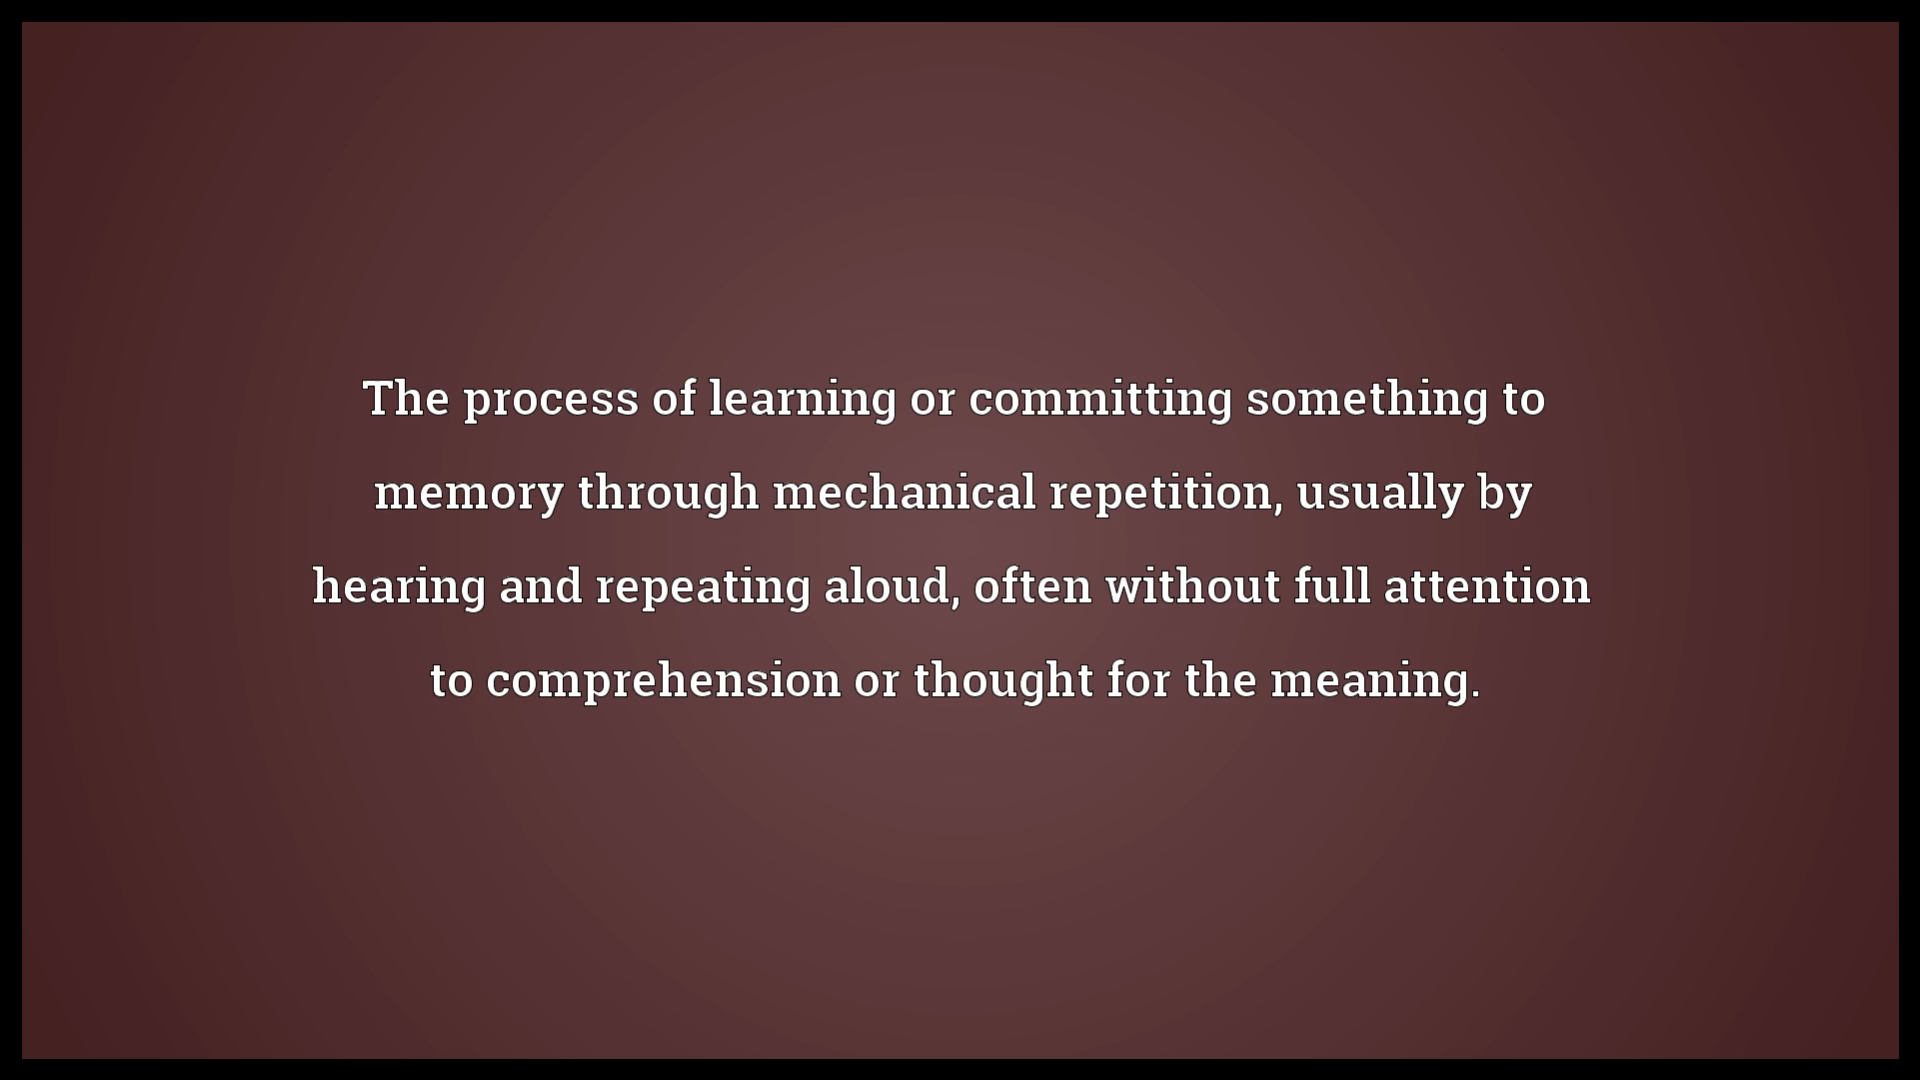 The process of learning or committing something to
memory through mechanical repetition, usually by
hearing and repeating aloud, often without full attention
to comprehension or thought for the meaning.